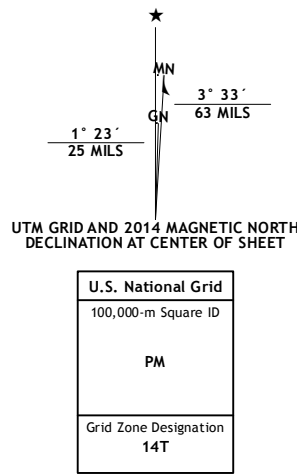 ★
MN
3° 33´
63 MILS
GN
1° 23´
25 MILS
UTM GRID AND 2014 MAGNETIC NORTH
DECLINATION AT CENTER OF SHEET
U.S. National Grid
100,000-m Square ID
PM
Grid Zone Designation
14T